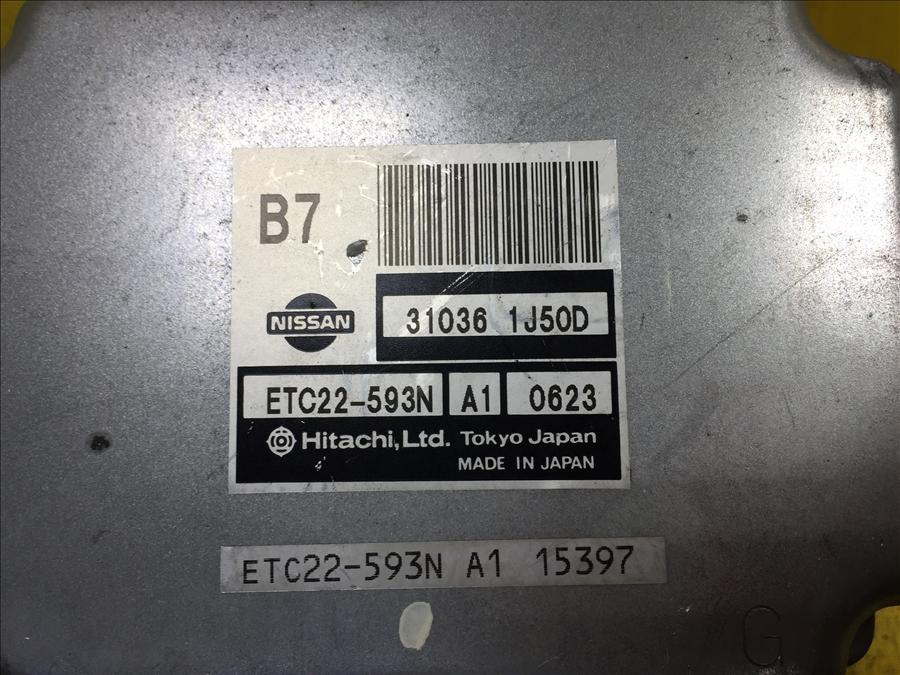 B7
NISSAN
31036 1J50D
ETC22-593N A1 0623
Hitachi,Ltd. Tokyo Japan
MADE IN JAPAN
ETC22-593N A1 15397
G